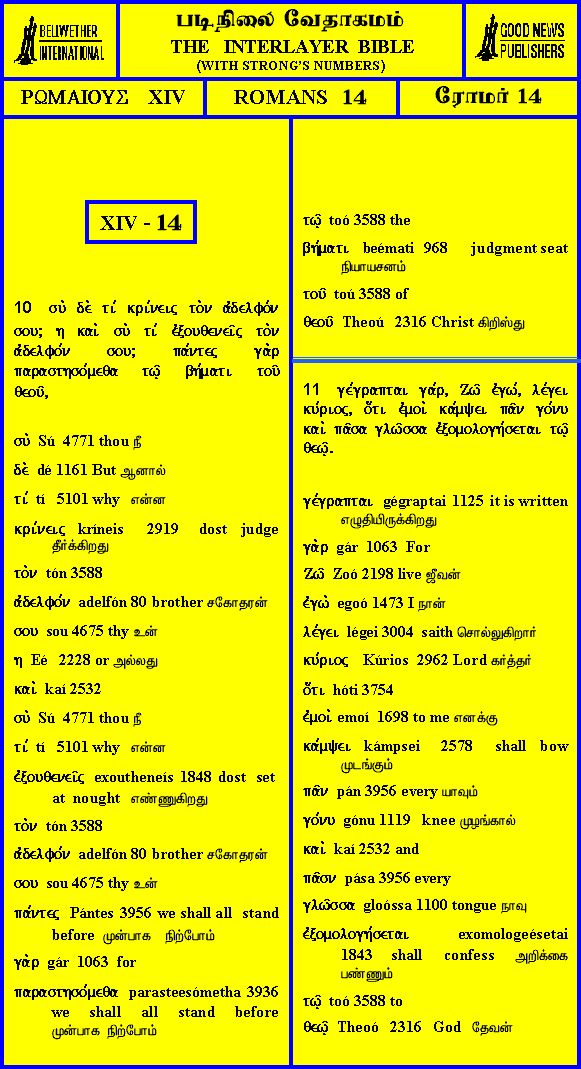 BELLWETHER
INTERNATIONAL
படிநிலை வேதாகமம்
THE INTERLAYER BIBLE
(WITH STRONG'S NUMBERS)
GOOD NEWS
PUBLISHERS
ΡΩΜΑΙΟΥΣ XIV
ROMANS 14
ரோமர் 14
XIV - 14
10 σὺ δὲ τί κρίνεις τὸν ἀδελφόν
σου; η καὶ σὺ τί ἐξουθενεῖς τὸν
ἀδελφόν σου; πάντες γὰρ
παραστησόμεθα τῷ βήματι τοῦ
θεοῦ,
σὺ Sú 4771 thou நீ
δὲ dé 1161 But ஆனால்
τί tí 5101 why என்ன
κρίνεις kríneis 2919 dost judge
தீர்க்கிறது
τὸν tón 3588
ἀδελφόν adelfón 80 brother சகோதரன்
σου sou 4675 thy உன்
η Eé 2228 or அல்லது
καὶ kaí 2532
σὺ Sú 4771 thou நீ
τί tí 5101 why என்ன
ἐξουθενεῖς exoutheneís 1848 dost set
at nought எண்ணுகிறது
τὸν tón 3588
ἀδελφόν adelfón 80 brother சகோதரன்
σου sou 4675 thy உன்
πάντες Pántes 3956 we shall all stand
before முன்பாக நிற்போம்
γὰρ gár 1063 for
παραστησόμεθα parasteesómetha 3936
we shall all stand before
முன்பாக நிற்போம்
τῷ toó 3588 the
βήματι beémati 968 judgment seat
நியாயசனம்
τοῦ toú 3588 of
θεοῦ Theoú 2316 Christ கிறிஸ்து
11 γέγραπται γάρ, Ζῶ ἐγώ, λέγει
κύριος, ὅτι ἐμοὶ κάμψει πᾶν γόνυ
καὶ πᾶσα γλῶσσα ἐξομολογήσεται τῷ
θεῷ.
γέγραπται gégraptai 1125 it is written
எழுதியிருக்கிறது
γὰρ gár 1063 For
Ζῶ Zoó 2198 live ஜீவன்
ἐγὼ egoó 1473 I நான்
λέγει légei 3004 saith சொல்லுகிறார்
κύριος Kúrios 2962 Lord கர்த்தர்
ὅτι hóti 3754
ἐμοὶ emoí 1698 to me எனக்கு
κάμψει kámpsei 2578 shall bow
முடங்கும்
πᾶν pán 3956 every யாவும்
γόνυ gónu 1119 knee முழங்கால்
καὶ kaí 2532 and
πᾶσν pása 3956 every
γλῶσσα gloóssa 1100 tongue நாவு
ἐξομολογήσεται exomologeésetai
1843 shall confess அறிக்கை
பண்ணும்
τῷ toó 3588 to
θεῷ Theoó 2316 God தேவன்